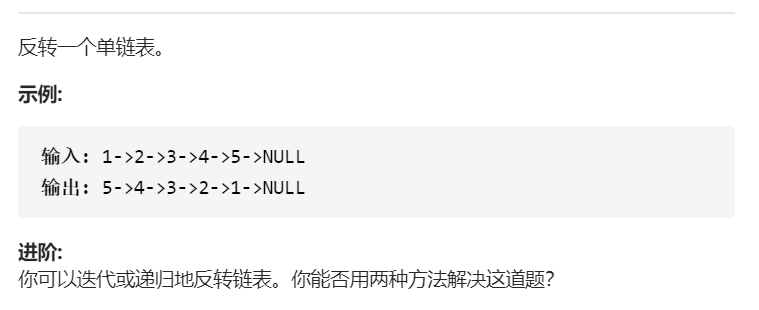 反转一个单链表。
示例:
输入: 1->2->3->4->5->NULL
输出: 5->4->3->2->1->NULL
进阶:
你可以迭代或递归地反转链表。你能否用两种方法解决这道题?